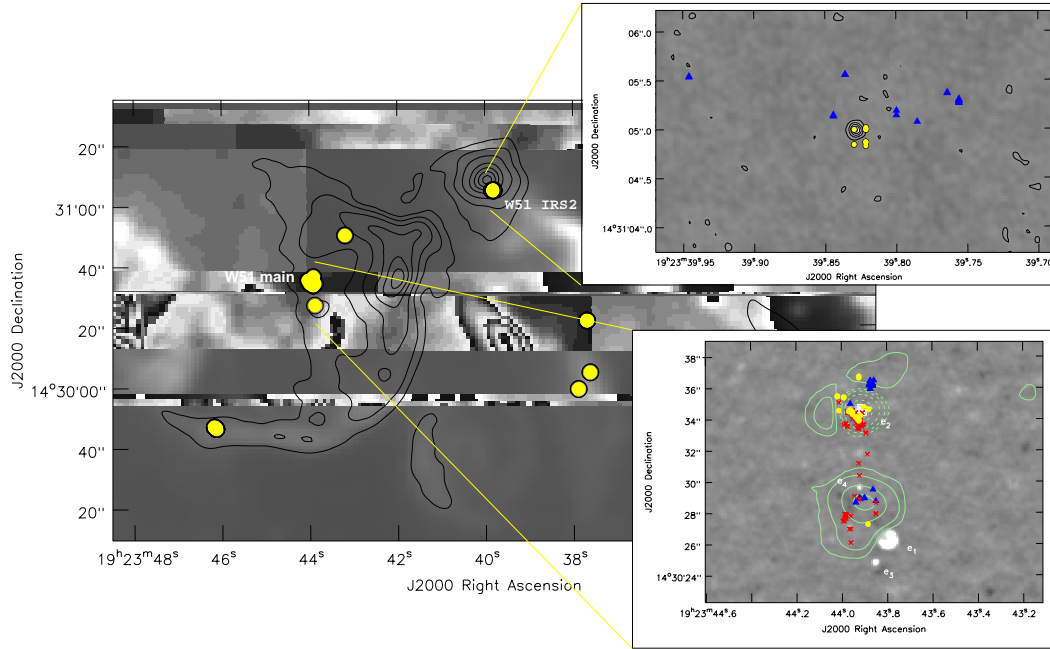 06''.0
05''.5
05''.0
04''.5
14°31'04''.0
J2000 Declination
19ʰ23ᵐ39ˢ.95
39ˢ.90
39ˢ.85
39ˢ.80
39ˢ.75
39ˢ.70
J2000 Right Ascension
20''
31'00''
40''
20''
14°30'00''
40''
20''
J2000 Declination
W51 IRS2
W51 main
19ʰ23ᵐ48ˢ
46ˢ
44ˢ
42ˢ
40ˢ
38ˢ
J2000 Right Ascension
38''
36''
34''
32''
30''
28''
26''
14°30'24''
J2000 Declination
e₂
e₄
e₁
e₃
19ʰ23ᵐ44ˢ.6
44ˢ.2
44ˢ.0
43ˢ.8
43ˢ.6
43ˢ.4
43ˢ.2
J2000 Right Ascension